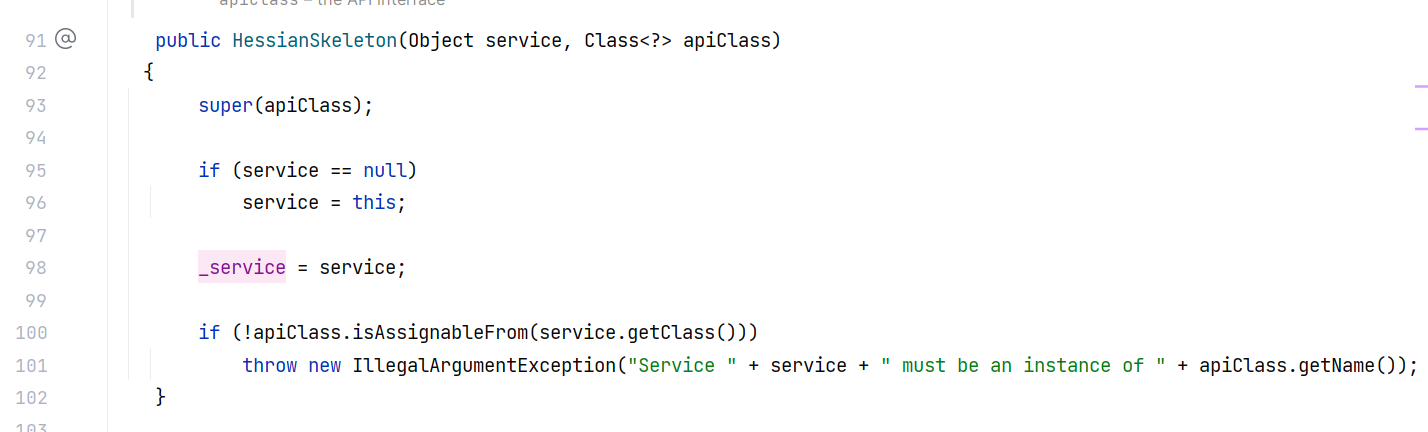 apiClass – the API interface
91 @ public HessianSkeleton(Object service, Class<?> apiClass)
92 {
93 super(apiClass);
94
95 if (service == null)
96 service = this;
97
98 _service = service;
99
100 if (!apiClass.isAssignableFrom(service.getClass()))
101 throw new IllegalArgumentException("Service " + service + " must be an instance of " + apiClass.getName());
102 }
103